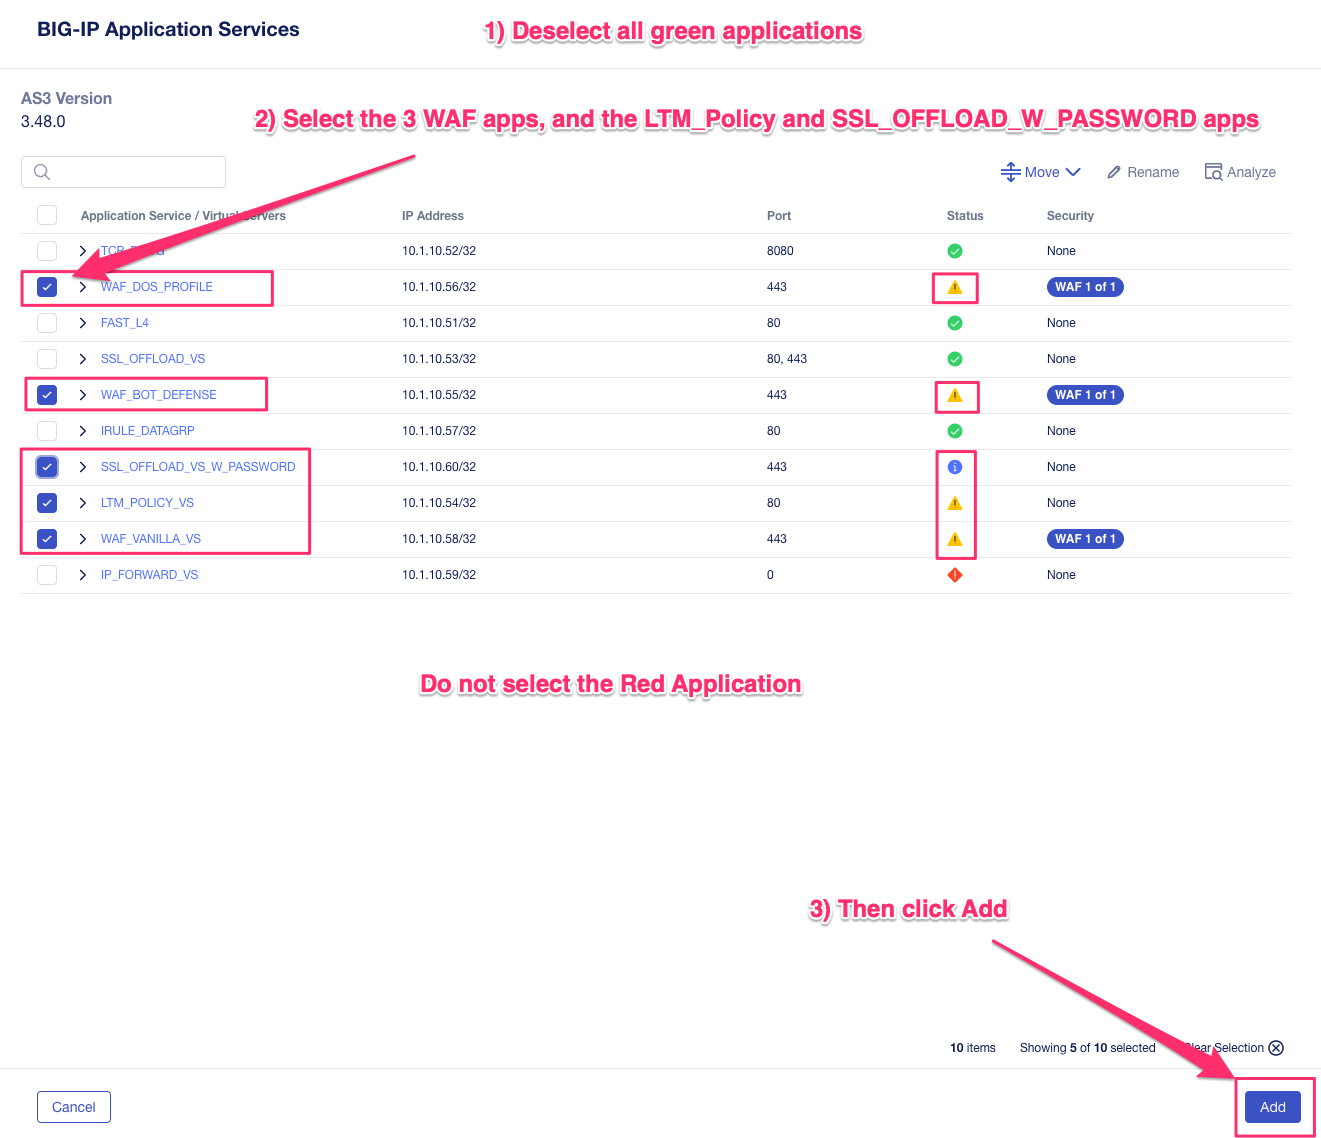 BIG-IP Application Services
1) Deselect all green applications
AS3 Version
3.48.0
2) Select the 3 WAF apps, and the LTM_Policy and SSL_OFFLOAD_W_PASSWORD apps
Move Rename Analyze
Application Service / Virtual Servers IP Address Port Status Security
10.1.10.52/32 8080 None
WAF_DOS_PROFILE 10.1.10.56/32 443 WAF 1 of 1
FAST_L4 10.1.10.51/32 80 None
SSL_OFFLOAD_VS 10.1.10.53/32 80, 443 None
WAF_BOT_DEFENSE 10.1.10.55/32 443 WAF 1 of 1
IRULE_DATAGRP 10.1.10.57/32 80 None
SSL_OFFLOAD_VS_W_PASSWORD 10.1.10.60/32 443 None
LTM_POLICY_VS 10.1.10.54/32 80 None
WAF_VANILLA_VS 10.1.10.58/32 443 WAF 1 of 1
IP_FORWARD_VS 10.1.10.59/32 0 None
Do not select the Red Application
3) Then click Add
10 items Showing 5 of 10 selected Clear Selection
Cancel Add